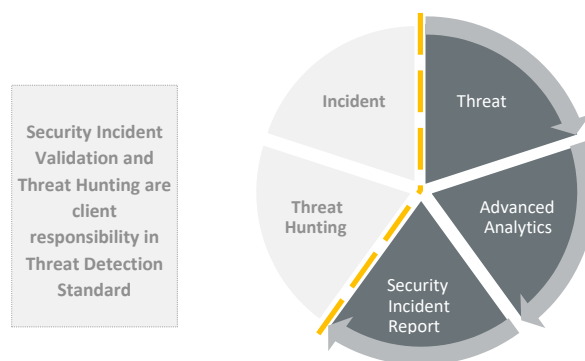 Security Incident
Validation and
Threat Hunting are
client
responsibility in
Threat Detection
Standard
Incident
Threat
Threat
Hunting
Advanced
Analytics
Security
Incident
Report